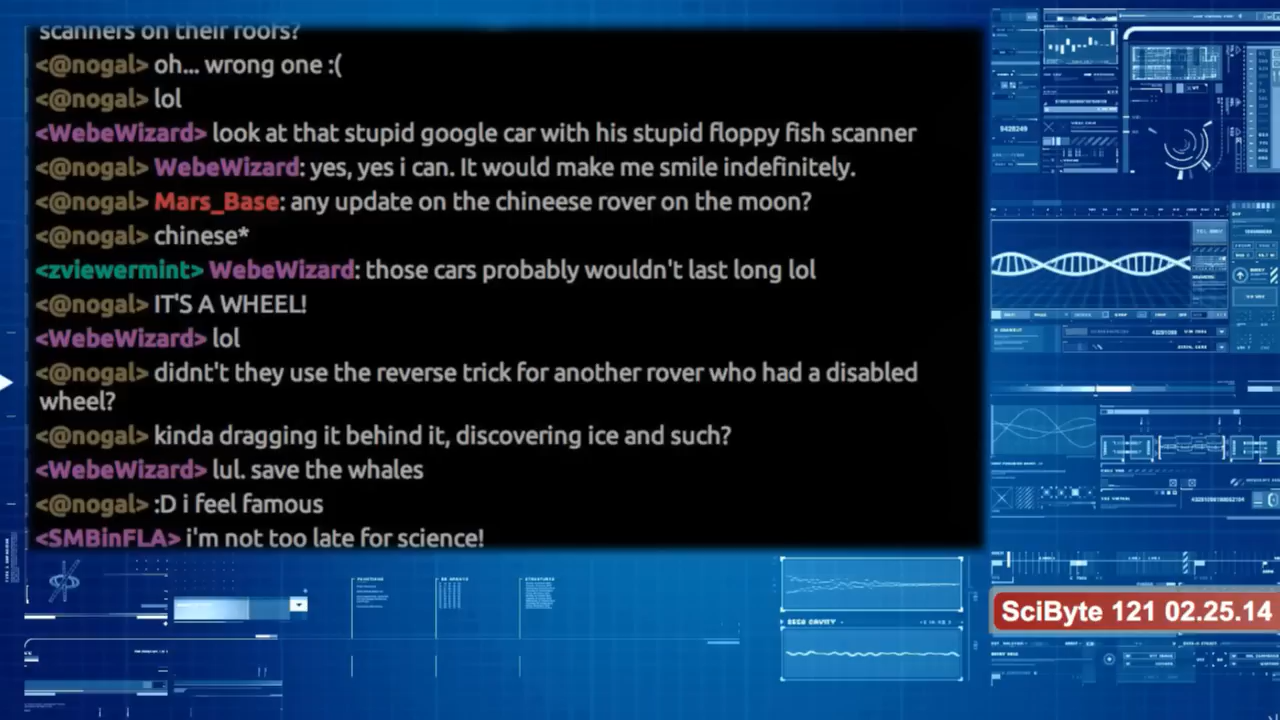 scanners on their roofs?
<@nogal> oh... wrong one :(
<@nogal> lol
<WebeWizard> look at that stupid google car with his stupid floppy fish scanner
<@nogal> WebeWizard: yes, yes i can. It would make me smile indefinitely.
<@nogal> Mars_Base: any update on the chineese rover on the moon?
<@nogal> chinese*
<zviewermint> WebeWizard: those cars probably wouldn't last long lol
<@nogal> IT'S A WHEEL!
<WebeWizard> lol
<@nogal> didnt't they use the reverse trick for another rover who had a disabled
wheel?
<@nogal> kinda dragging it behind it, discovering ice and such?
<WebeWizard> lul. save the whales
<@nogal> :D i feel famous
<SMBinFLA> i'm not too late for science!
SciByte 121 02.25.14